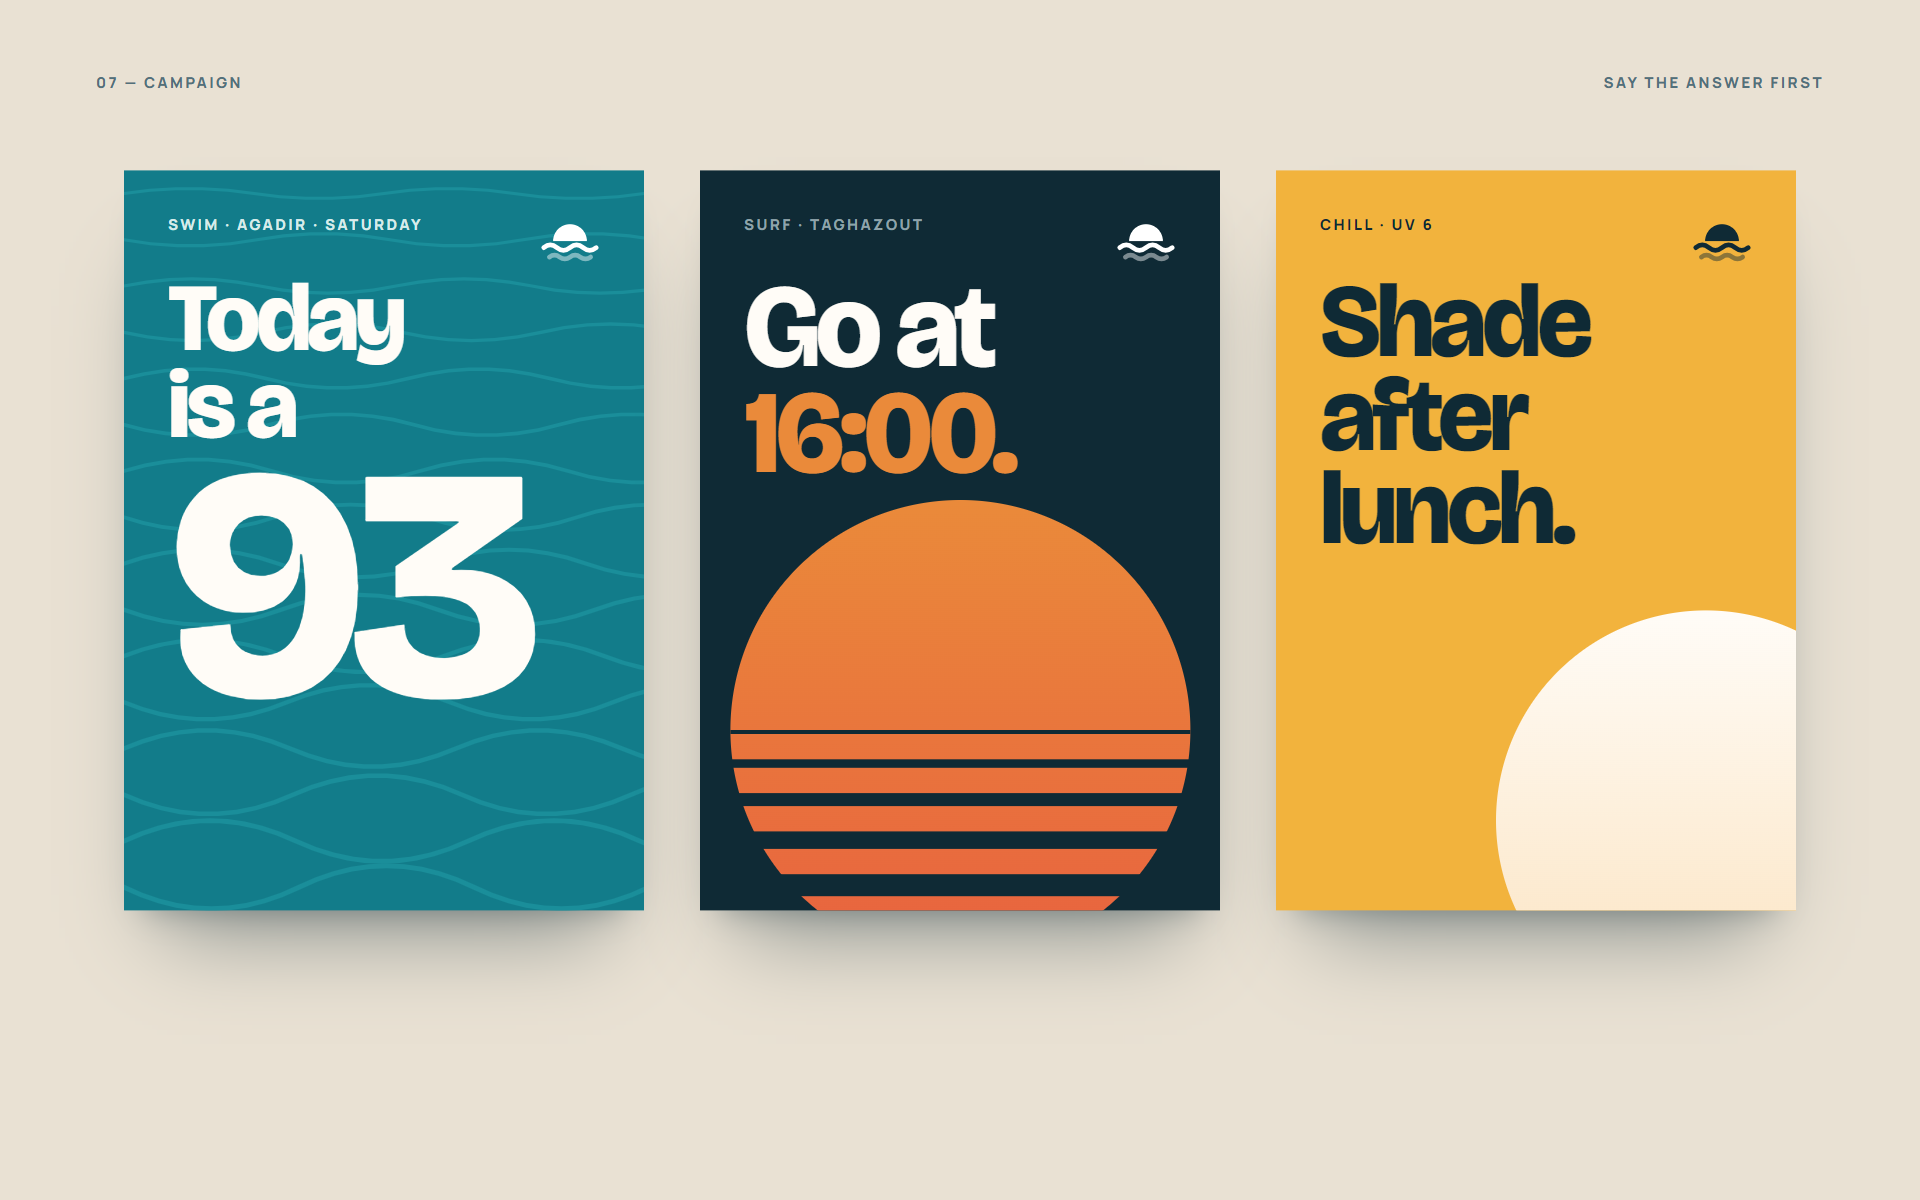 07 — CAMPAIGN
SAY THE ANSWER FIRST
SWIM · AGADIR · SATURDAY
Today
is a
93
SURF · TAGHAZOUT
Go at
16:00.
CHILL · UV 6
Shade
after
lunch.